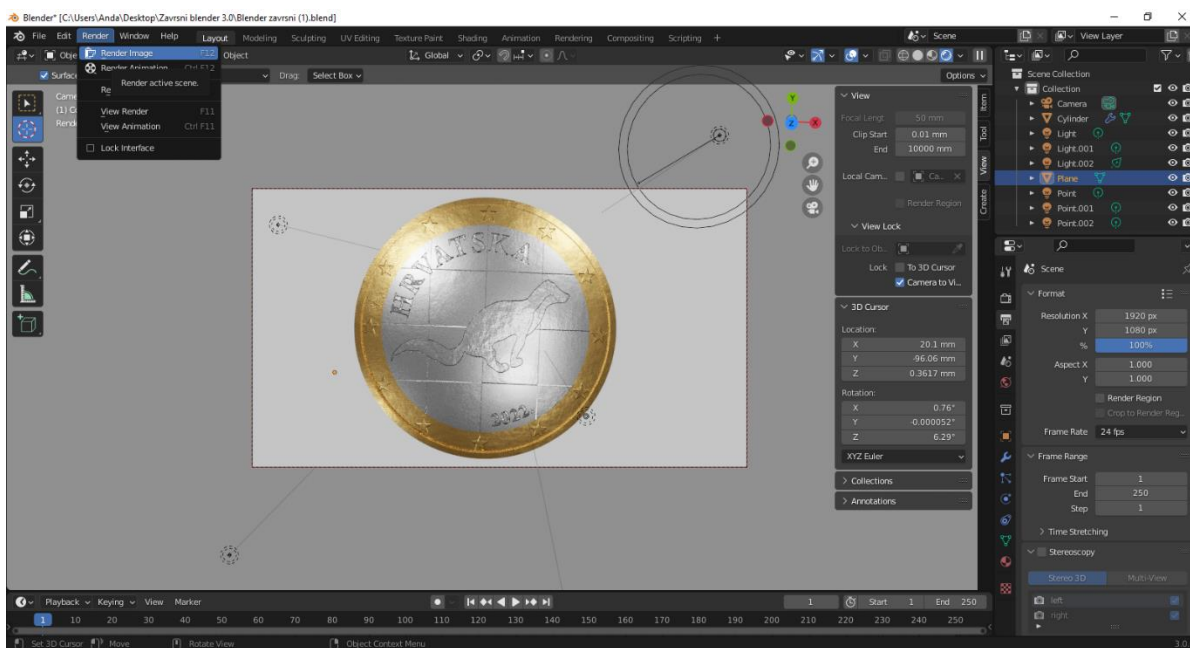 Blender* [C:\Users\Anda\Desktop\Zavrsni blender 3.0\Blender zavrsni (1).blend]
File Edit Render Window Help Layout Modeling Sculpting UV Editing Texture Paint Shading Animation Rendering Compositing Scripting + Scene View Layer
Render Image F12
Object Global
Render Animation Ctrl F12
Drag: Select Box Options
Render active scene.
View Render F11
View Animation Ctrl F11
Lock Interface
View
Focal Lengt 50 mm
Clip Start 0.01 mm
End 10000 mm
Local Cam... Ca...
Render Region
View Lock
Lock to Ob...
Lock To 3D Cursor
Camera to Vi...
3D Cursor
Location:
X 20.1 mm
Y -96.06 mm
Z 0.3617 mm
Rotation:
X 0.76°
Y -0.000052°
Z 6.29°
XYZ Euler
Collections
Annotations
Item
Tool
View
Create
HRVATSKA
2022
Scene Collection
Collection
Camera
Cylinder
Light
Light.001
Light.002
Plane
Point
Point.001
Point.002
Scene
Format
Resolution X 1920 px
Y 1080 px
% 100%
Aspect X 1.000
Y 1.000
Render Region
Crop to Render Reg...
Frame Rate 24 fps
Frame Range
Frame Start 1
End 250
Step 1
Time Stretching
Stereoscopy
Stereo 3D Multi-View
left
right
Playback Keying View Marker 1 Start 1 End 250
1 10 20 30 40 50 60 70 80 90 100 110 120 130 140 150 160 170 180 190 200 210 220 230 240 250
Set 3D Cursor Move Rotate View Object Context Menu 3.0